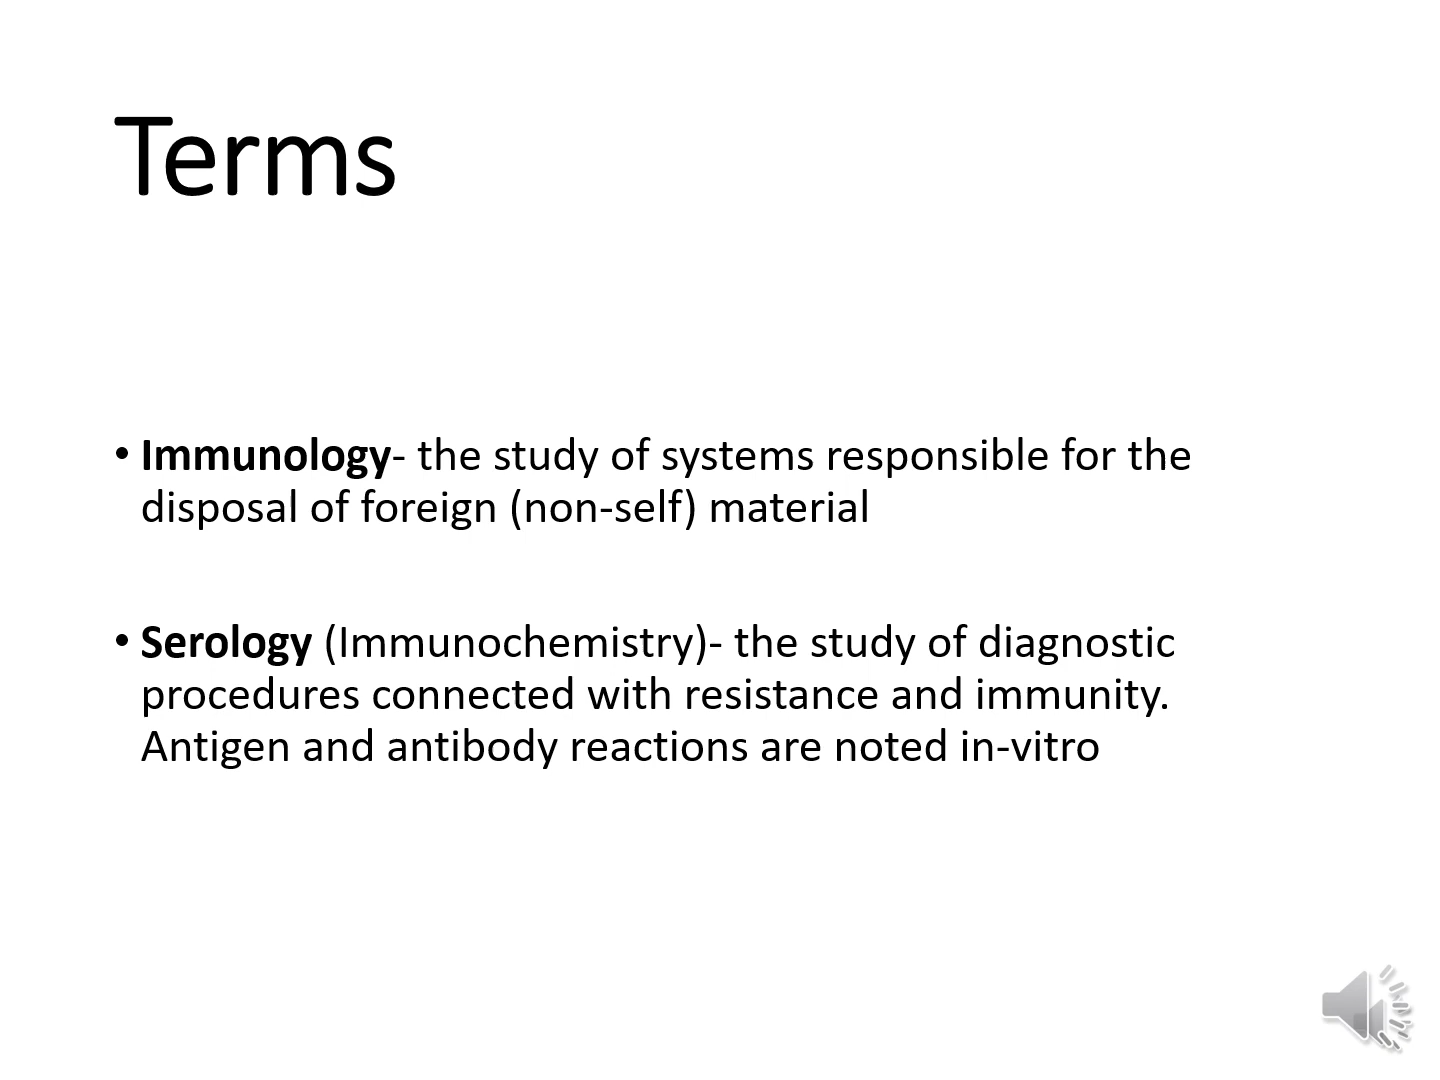 Terms
• Immunology- the study of systems responsible for the
disposal of foreign (non-self) material
• Serology (Immunochemistry)- the study of diagnostic
procedures connected with resistance and immunity.
Antigen and antibody reactions are noted in-vitro